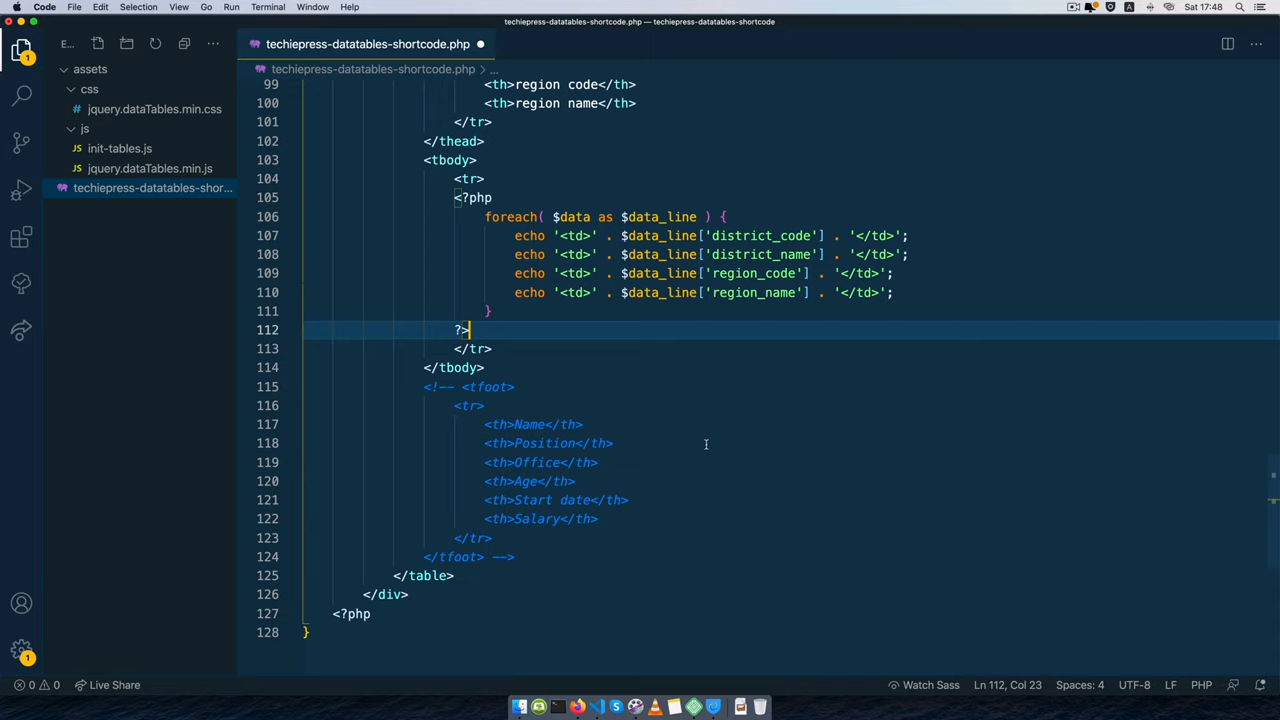 Code File Edit Selection View Go Run Terminal Window Help
A Sat 17:48
techiepress-datatables-shortcode.php — techiepress-datatables-shortcode
1
E...
techiepress-datatables-shortcode.php
assets
techiepress-datatables-shortcode.php > ...
css
# jquery.dataTables.min.css
js
JS init-tables.js
JS jquery.dataTables.min.js
techiepress-datatables-shor...
99 <th>region code</th>
100 <th>region name</th>
101 </tr>
102 </thead>
103 <tbody>
104 <tr>
105 <?php
106 foreach( $data as $data_line ) {
107 echo '<td>' . $data_line['district_code'] . '</td>';
108 echo '<td>' . $data_line['district_name'] . '</td>';
109 echo '<td>' . $data_line['region_code'] . '</td>';
110 echo '<td>' . $data_line['region_name'] . '</td>';
111 }
112 ?>
113 </tr>
114 </tbody>
115 <!-- <tfoot>
116 <tr>
117 <th>Name</th>
118 <th>Position</th>
119 <th>Office</th>
120 <th>Age</th>
121 <th>Start date</th>
122 <th>Salary</th>
123 </tr>
124 </tfoot> -->
125 </table>
126 </div>
127 <?php
128 }
1
0 0 Live Share Watch Sass Ln 112, Col 23 Spaces: 4 UTF-8 LF PHP